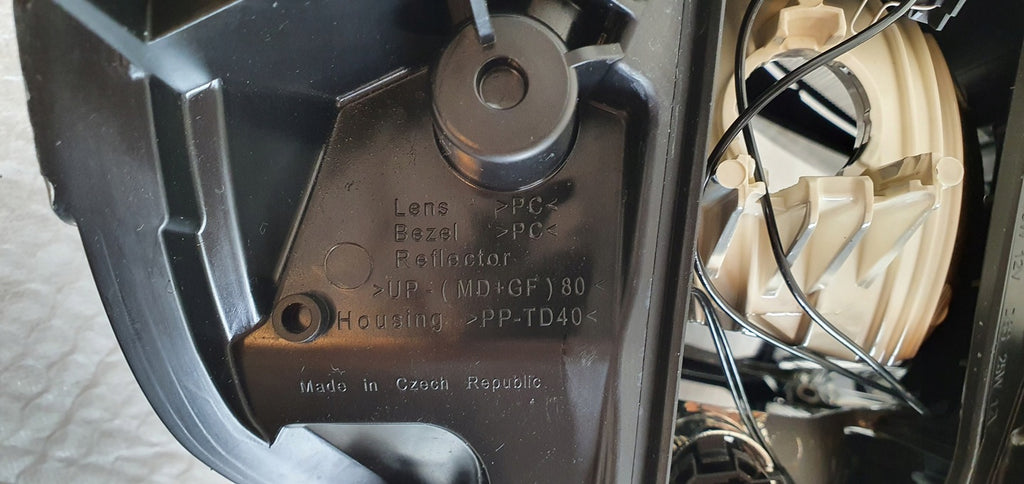 Lens >PC<
Bezel >PC<
Reflector
>UP-(MD+GF)80<
Housing >PP-TD40<
Made in Czech Republic